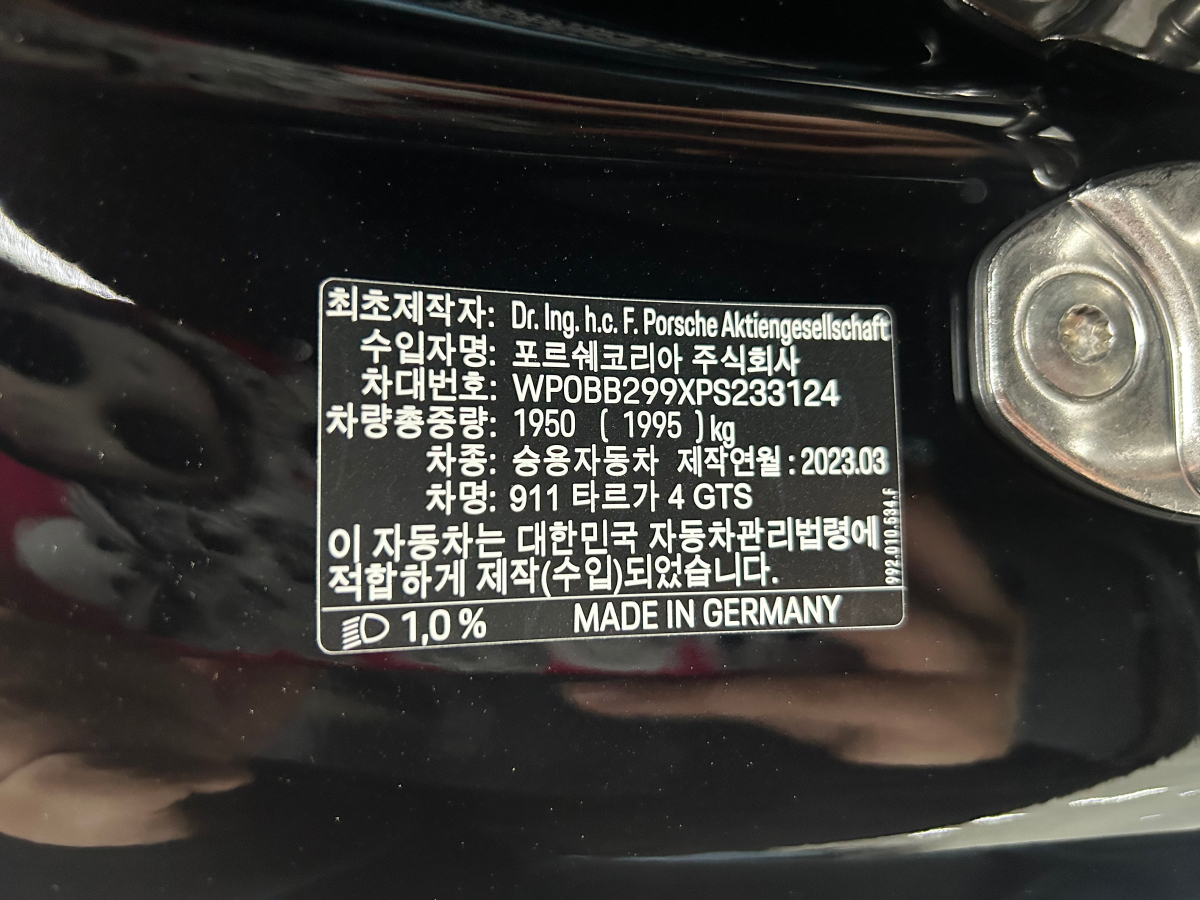 최초제작자: Dr. Ing. h.c. F. Porsche Aktiengesellschaft
수입자명: 포르쉐코리아 주식회사
차대번호: WP0BB299XPS233124
차량총중량: 1950 ( 1995 ) kg
차종: 승용자동차 제작연월 : 2023.03
차명: 911 타르가 4 GTS
이 자동차는 대한민국 자동차관리법령에
적합하게 제작(수입)되었습니다.
992.010.534.F
1,0 % MADE IN GERMANY